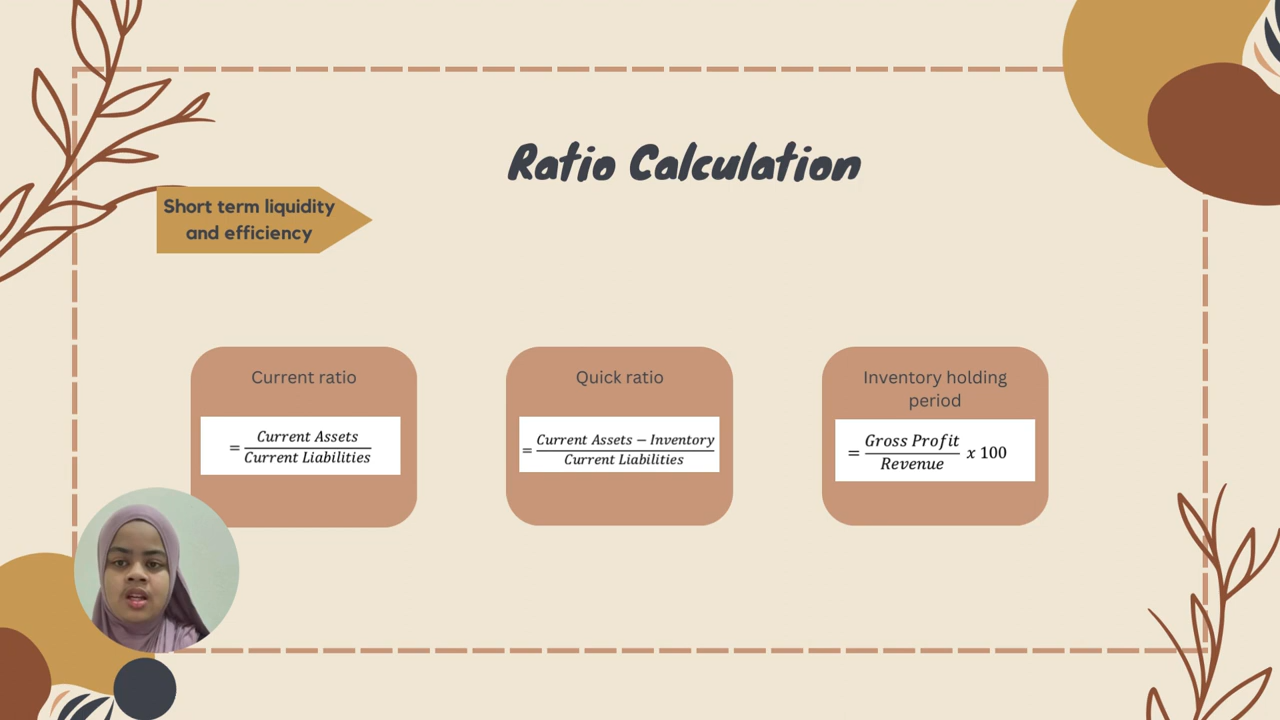 Ratio Calculation
Short term liquidity
and efficiency
Current ratio
= Current Assets / Current Liabilities
Quick ratio
= Current Assets − Inventory / Current Liabilities
Inventory holding
period
= Gross Profit / Revenue x 100